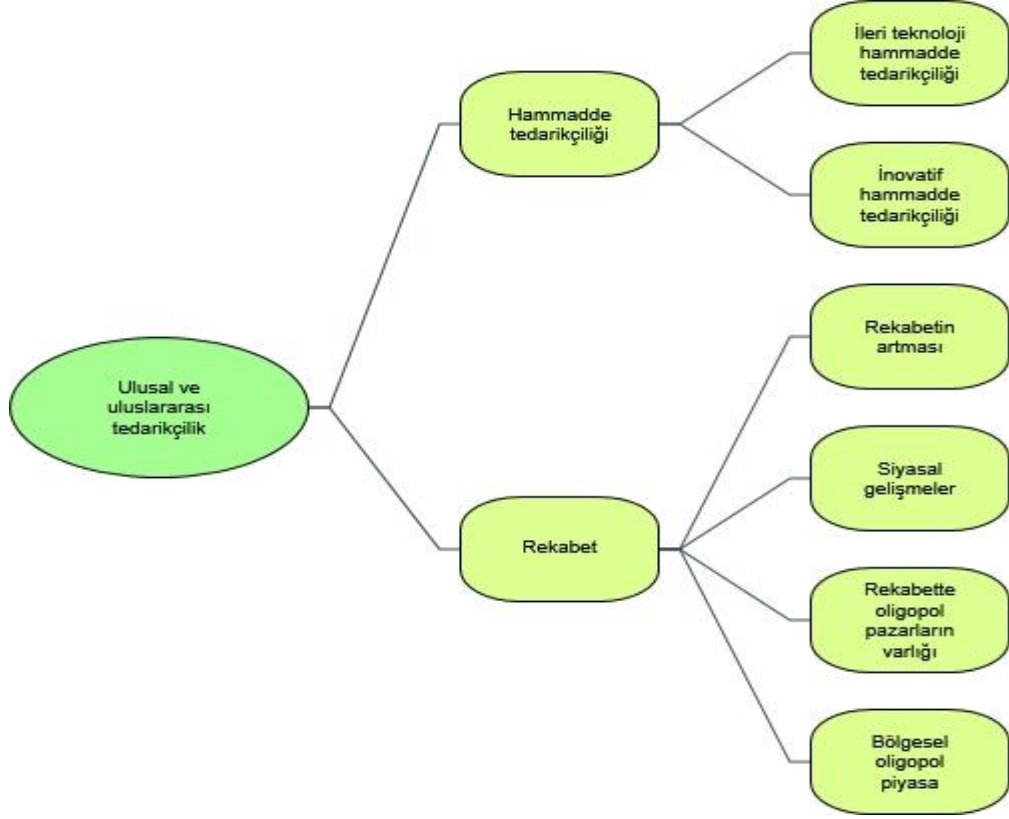 İleri teknoloji
hammadde
tedarikçiliği
Hammadde
tedarikçiliği
İnovatif
hammadde
tedarikçiliği
Rekabetin
artması
Ulusal ve
uluslararası
tedarikçilik
Siyasal
gelişmeler
Rekabet
Rekabette
oligopol
pazarların
varlığı
Bölgesel
oligopol
piyasa